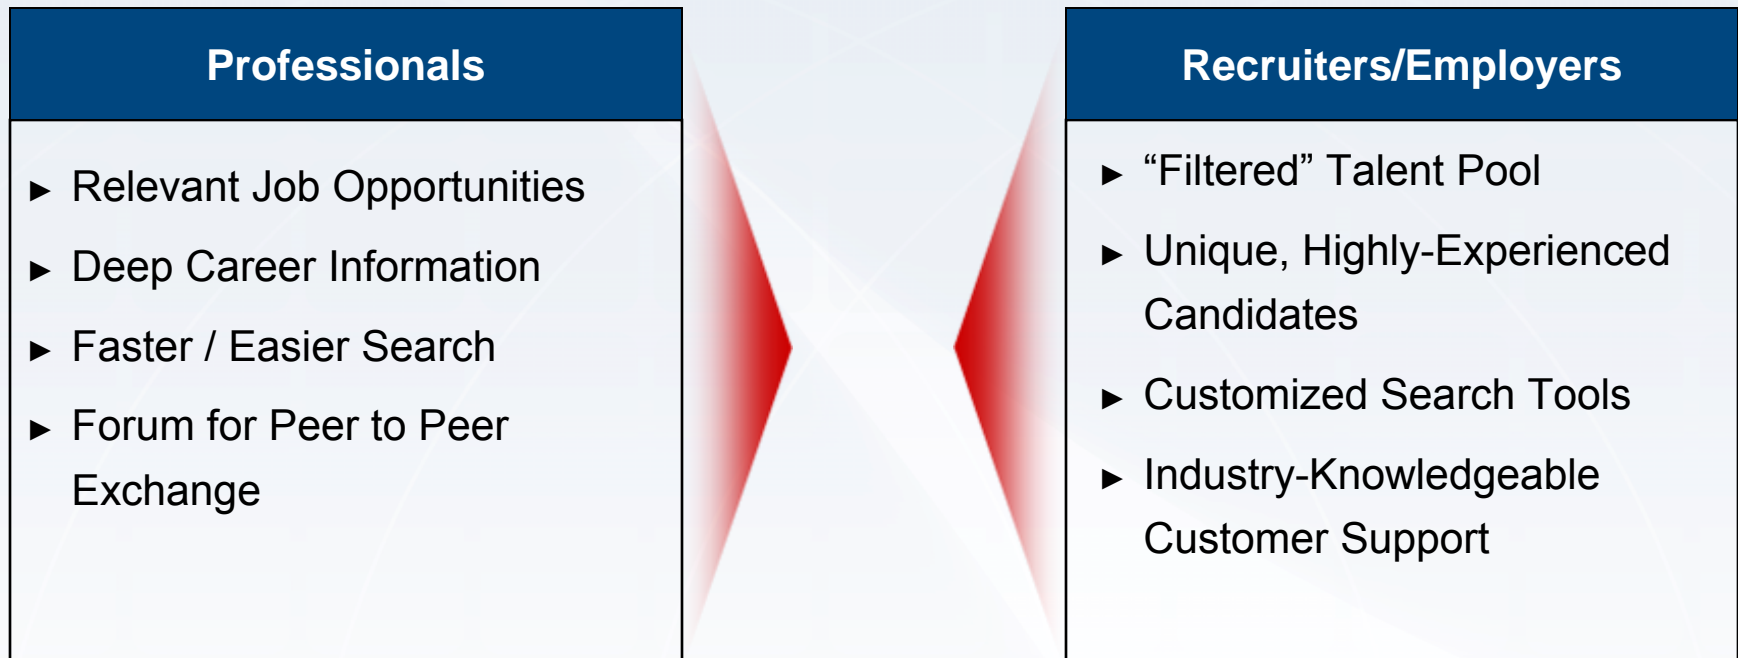 Professionals
► Relevant Job Opportunities
► Deep Career Information
► Faster / Easier Search
► Forum for Peer to Peer
Exchange
Recruiters/Employers
► “Filtered” Talent Pool
► Unique, Highly-Experienced
Candidates
► Customized Search Tools
► Industry-Knowledgeable
Customer Support